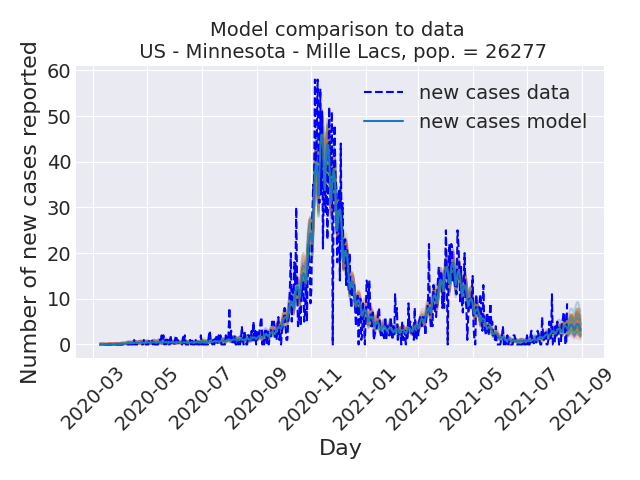 Model comparison to data
US - Minnesota - Mille Lacs, pop. = 26277
Number of new cases reported
60
50
40
30
20
10
0
new cases data
new cases model
2020-03
2020-05
2020-07
2020-09
2020-11
2021-01
2021-03
2021-05
2021-07
2021-09
Day